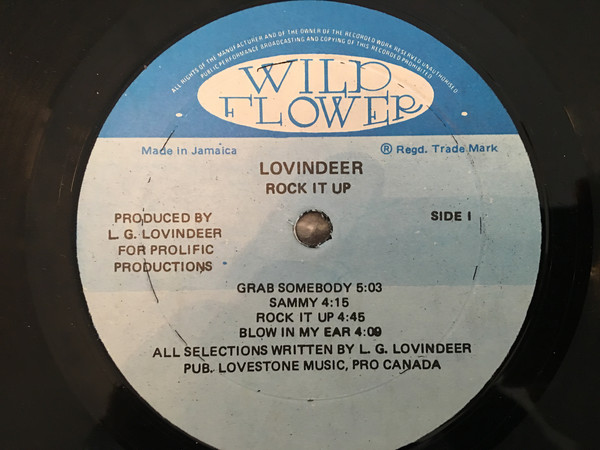 ALL RIGHTS OF THE MANUFACTURER AND OF THE OWNER OF THE RECORDED WORK RESERVED UNAUTHORISED
PUBLIC PERFORMANCE BROADCASTING AND COPYING OF THIS RECORDED PROHIBITED
WILD
FLOWER
Made in Jamaica
® Regd. Trade Mark
LOVINDEER
ROCK IT UP
PRODUCED BY
L. G. LOVINDEER
FOR PROLIFIC
PRODUCTIONS
SIDE I
GRAB SOMEBODY 5:03
SAMMY 4:15
ROCK IT UP 4:45
BLOW IN MY EAR 4:09
ALL SELECTIONS WRITTEN BY L. G. LOVINDEER
PUB. LOVESTONE MUSIC, PRO CANADA